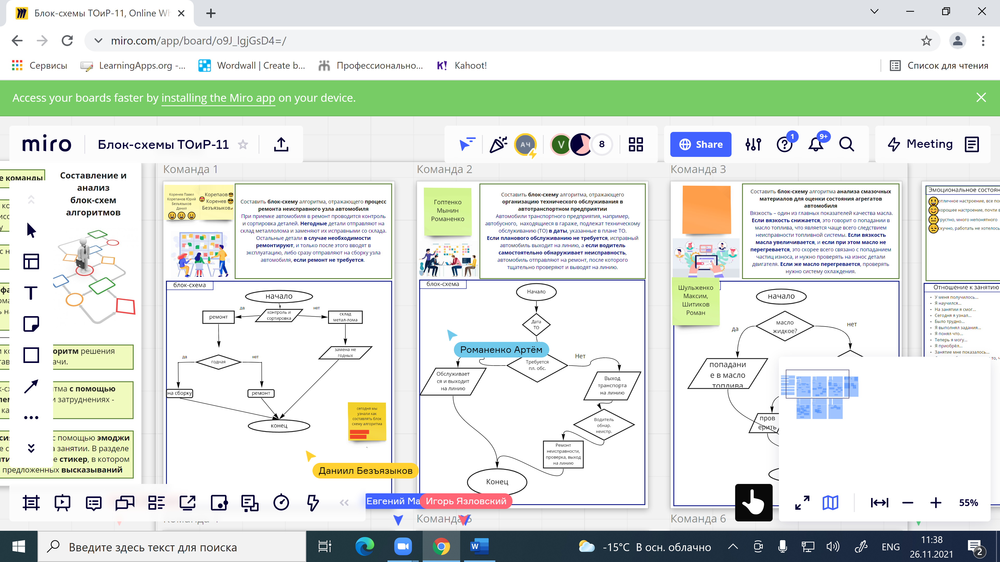 Блок-схемы ТОиР-11, Online Wh
miro.com/app/board/o9J_lgjGsD4=/
Сервисы
LearningApps.org -...
Wordwall | Create b...
Профессионально...
K!
Kahoot!
Список для чтения
Access your boards faster by installing the Miro app on your device.
miro
Блок-схемы ТОиР-11
АЧ
V
8
Share
1
9+
Meeting
е команды
Составление и
анализ
блок-схем
алгоритмов
оритм решения
ачи.
тма с помощью
и затруднениях -
с помощью эмоджи
а занятии. В разделе
е стикер, в котором
предложенных высказываний
Команда 1
Коренев Павел
Корепанов Юрий
Безъязыков
Данил
Корепаов
Коренев
Безъязыков
Составить блок-схему алгоритма, отражающего процесс
ремонта неисправного узла автомобиля
При приемке автомобиля в ремонт проводится контроль
и сортировка деталей. Негодные детали отправляют на
склад металлолома и заменяют их исправными со склада.
Остальные детали в случае необходимости
ремонтируют, и только после этого вводят в
эксплуатацию, либо сразу отправляют на сборку узла
автомобиля, если ремонт не требуется.
блок-схема
начало
да
контроль и
сортировка
нет
ремонт
склад
метал-лома
замена не
годных
да
годная
нет
на сборку
ремонт
конец
сегодня мы
узнали как
составлять блок
схему алгоритма
Даниил Безъязыков
Команда 2
Гоптенко
Мынин
Романенко
Составить блок-схему алгоритма, отражающего
организацию технического обслуживания в
автотранспортном предприятии
Автомобили транспортного предприятия, например,
автобусного, находящиеся в гараже, подлежат техническому
обслуживанию (ТО) в даты, указанные в плане ТО.
Если планового обслуживанию не требуется, исправный
автомобиль выходит на линию, а если водитель
самостоятельно обнаруживает неисправность,
автомобиль отправляют на ремонт, после которого
тщательно проверяют и выводят на линию.
блок-схема
Начало
Дата
ТО
Романенко Артём
Требуется
пл. обс.
Нет
Обслуживает
ся и выходит
на линию
Выход
транспорта
на линию
Водитель
обнар.
неиспр.
Ремонт
неисправности,
проверка, выход
на линию
Конец
Евгений Ма
Игорь Язловский
Команда 3
Составить блок-схему алгоритма анализа смазочных
материалов для оценки состояния агрегатов
автомобиля
Вязкость – один из главных показателей качества масла.
Если вязкость снижается, это говорит о попадании в
масло топлива, что является чаще всего следствием
неисправности топливной системы. Если вязкость
масла увеличивается, и если при этом масло не
перегревается, это скорее всего связано с попаданием
частиц износа, и нужно проверять на износ детали
двигателя. Если же масло перегревается, проверять
нужно систему охлаждения.
Шульженко
Максим,
Шитиков
Роман
начало
масло
жидкое?
да
нет
попадани
е в масло
топлива
пров
ерить
Эмоциональное состоян
отличное настроение, все по
хорошее настроение, почти в
грустно, много непонятного
скучно, работать не хотелось
Отношение к занятию
• У меня получилось...
• Я научился...
• На занятии я смог...
• Сегодня я узнал...
• Было трудно...
• Я выполнял задания...
• Я понял что...
• Теперь я могу...
• Я приобрёл...
• Занятие мне показалось...
Команда 6
55%
Введите здесь текст для поиска
-15°C В осн. облачно
ENG
11:38
26.11.2021
2